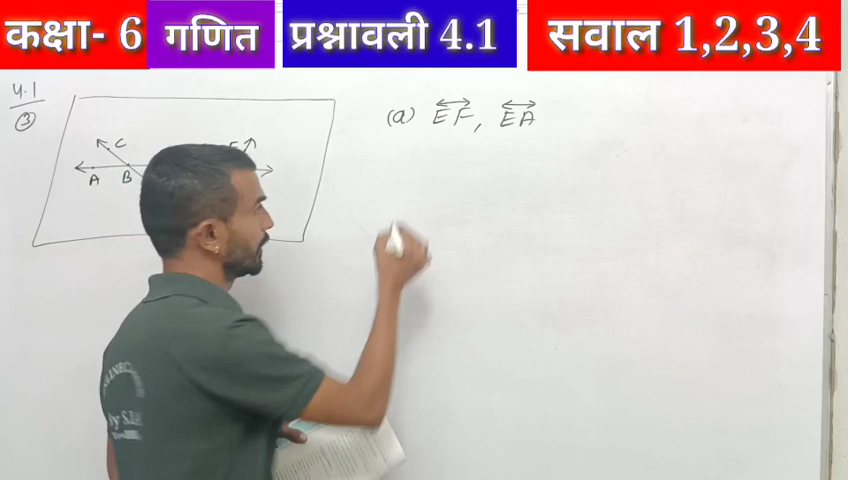 कक्षा- 6 गणित प्रश्नावली 4.1 सवाल 1,2,3,4
4.1
③
(a) EF, EA
C
A B
E